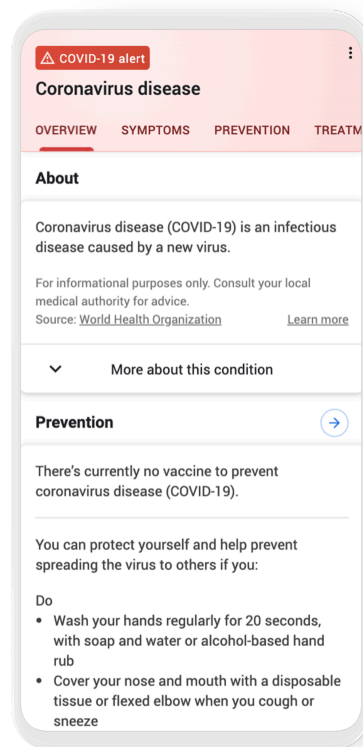 COVID-19 alert
Coronavirus disease
OVERVIEW SYMPTOMS PREVENTION TREATM
About
Coronavirus disease (COVID-19) is an infectious
disease caused by a new virus.
For informational purposes only. Consult your local
medical authority for advice.
Source: World Health Organization Learn more
More about this condition
Prevention
There's currently no vaccine to prevent
coronavirus disease (COVID-19).
You can protect yourself and help prevent
spreading the virus to others if you:
Do
• Wash your hands regularly for 20 seconds,
with soap and water or alcohol-based hand
rub
• Cover your nose and mouth with a disposable
tissue or flexed elbow when you cough or
sneeze